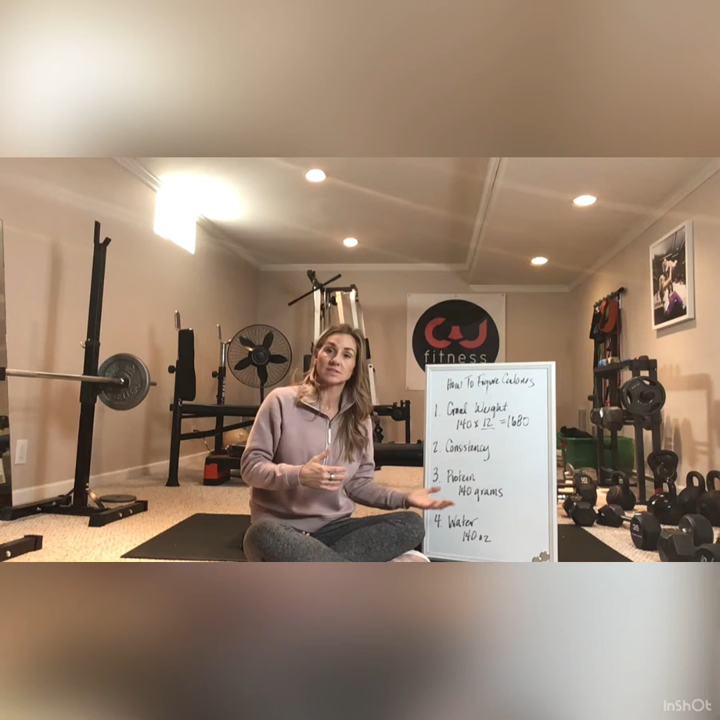 fitness
How To Figure Calories
1. Goal Weight
140 x 12 = 1680
2. Consistency
3. Protein
140 grams
4. Water
140 oz
InShOt